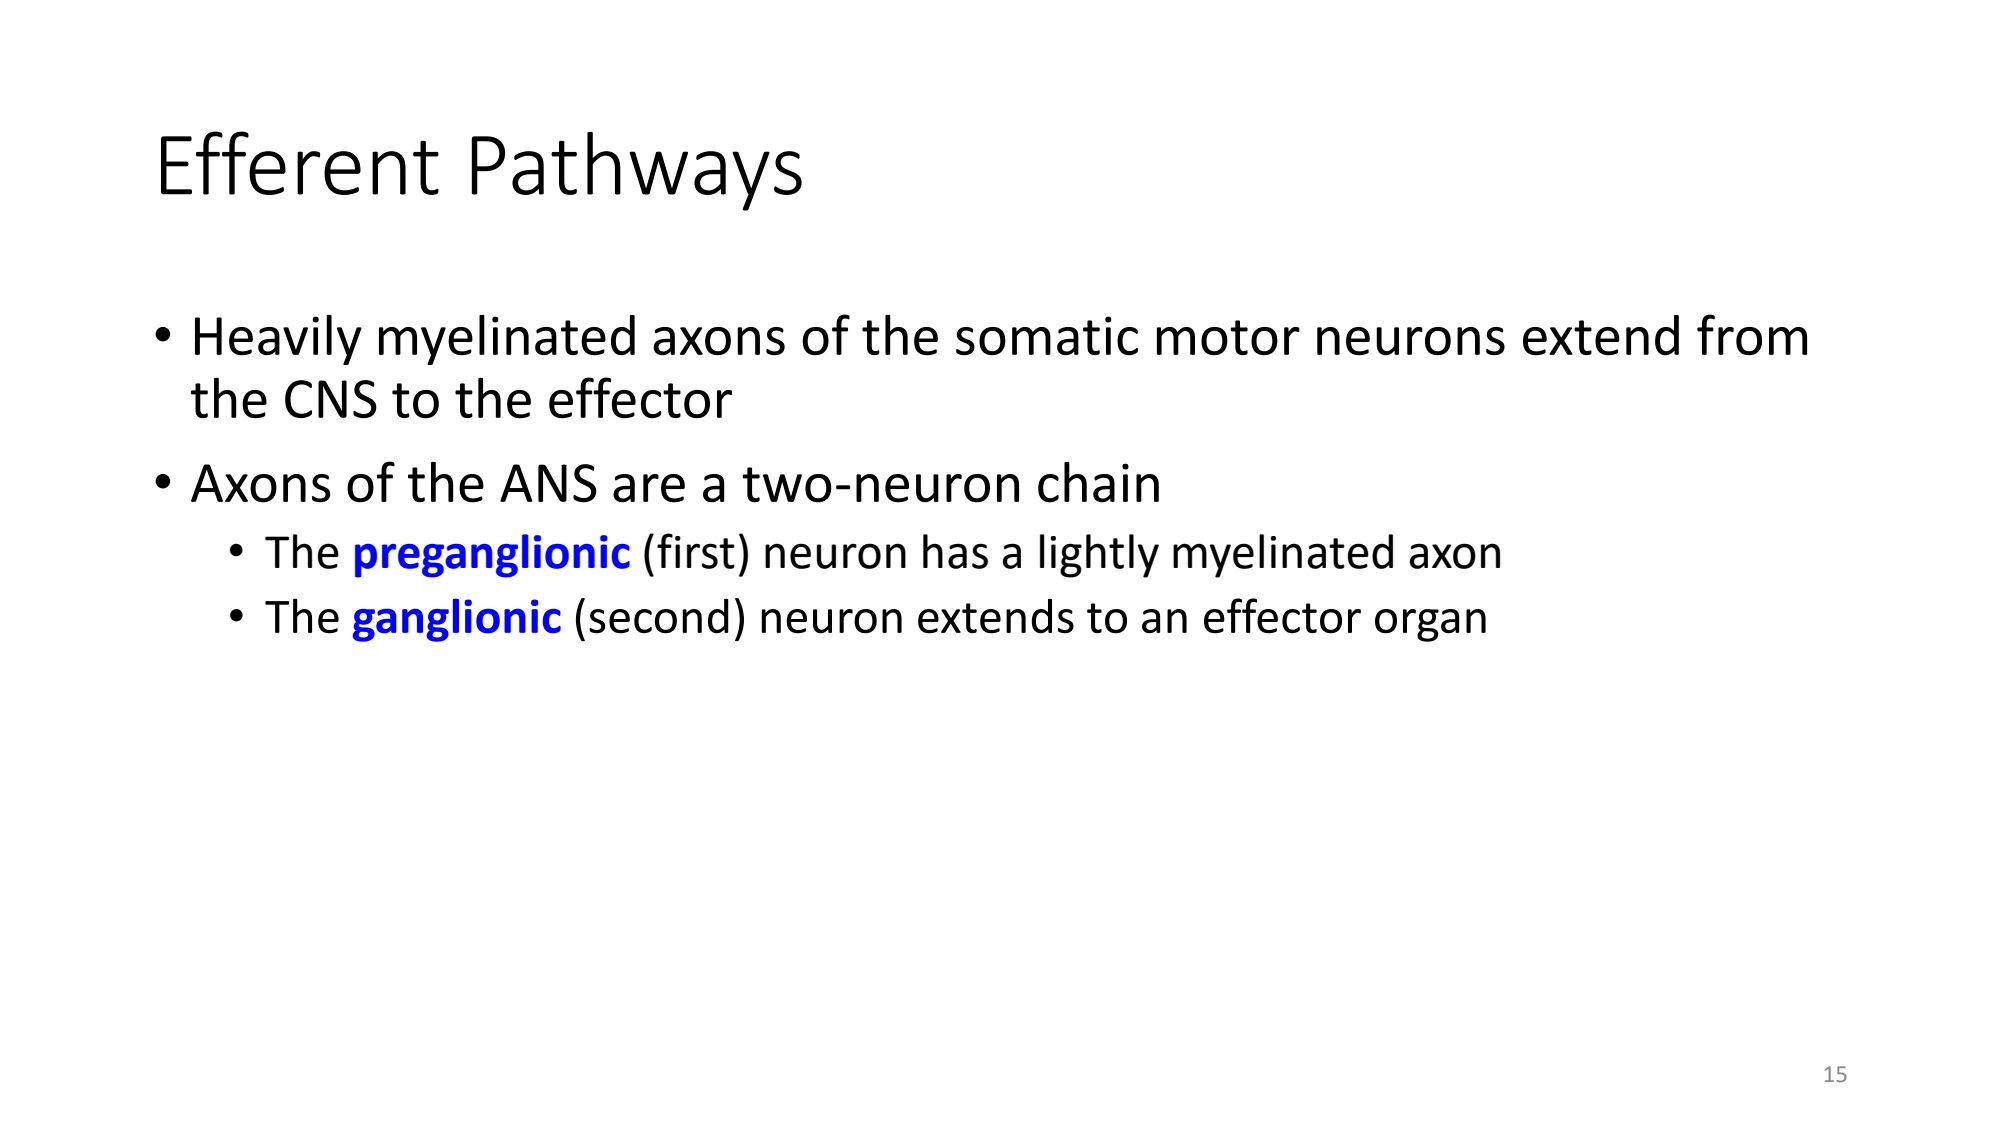 Efferent Pathways
• Heavily myelinated axons of the somatic motor neurons extend from
the CNS to the effector
• Axons of the ANS are a two-neuron chain
• The preganglionic (first) neuron has a lightly myelinated axon
• The ganglionic (second) neuron extends to an effector organ
15